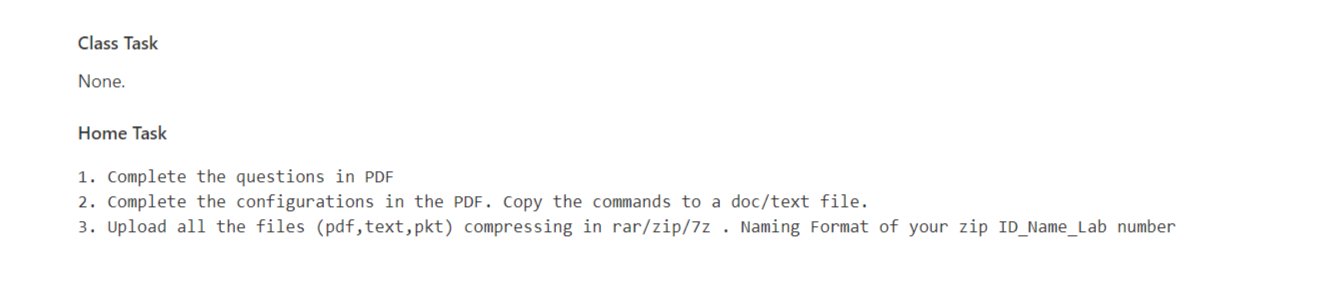 Class Task
None.
Home Task
1. Complete the questions in PDF
2. Complete the configurations in the PDF. Copy the commands to a doc/text file.
3. Upload all the files (pdf,text,pkt) compressing in rar/zip/7z . Naming Format of your zip ID_Name_Lab number